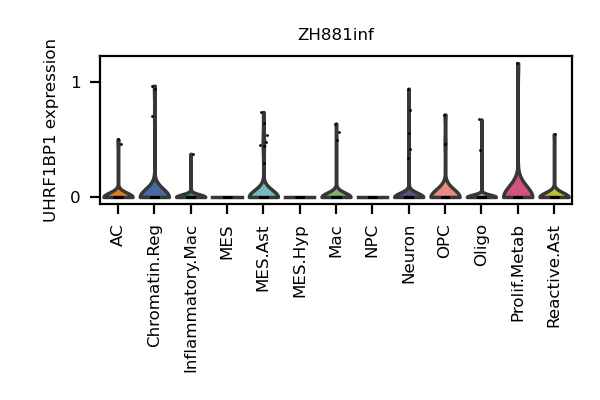 ZH881inf
UHRF1BP1 expression
1
0
AC
Chromatin.Reg
Inflammatory.Mac
MES
MES.Ast
MES.Hyp
Mac
NPC
Neuron
OPC
Oligo
Prolif.Metab
Reactive.Ast